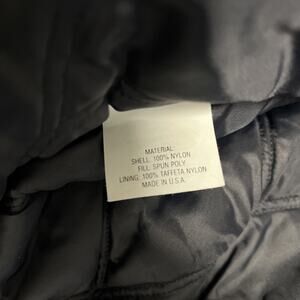 MATERIAL
SHELL: 100% NYLON
FILL: SPUN POLY
LINING: 100% TAFFETA NYLON
MADE IN U.S.A.